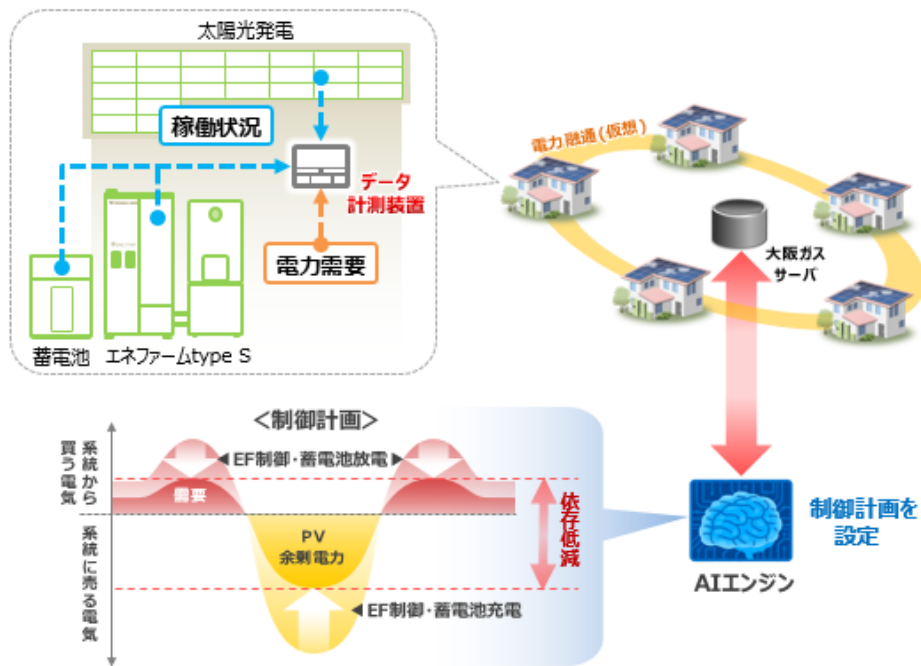 太陽光発電
稼働状況
データ
計測装置
電力需要
蓄電池
エネファームtype S
電力融通(仮想)
大阪ガス
サーバ
<制御計画>
系統から
買う電気
◀EF制御・蓄電池放電▶
需要
PV
余剰電力
依存低減
系統に売る電気
◀EF制御・蓄電池充電
制御計画を
設定
AIエンジン